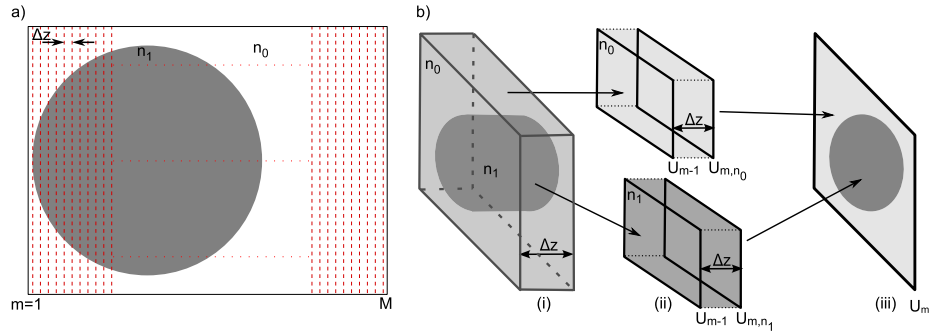 a)
Δz
n1
n0
m=1
M
b)
n0
n1
Δz
(i)
n0
Δz
Um-1
Um,n0
n1
Δz
Um-1
Um,n1
(ii)
(iii)
Um